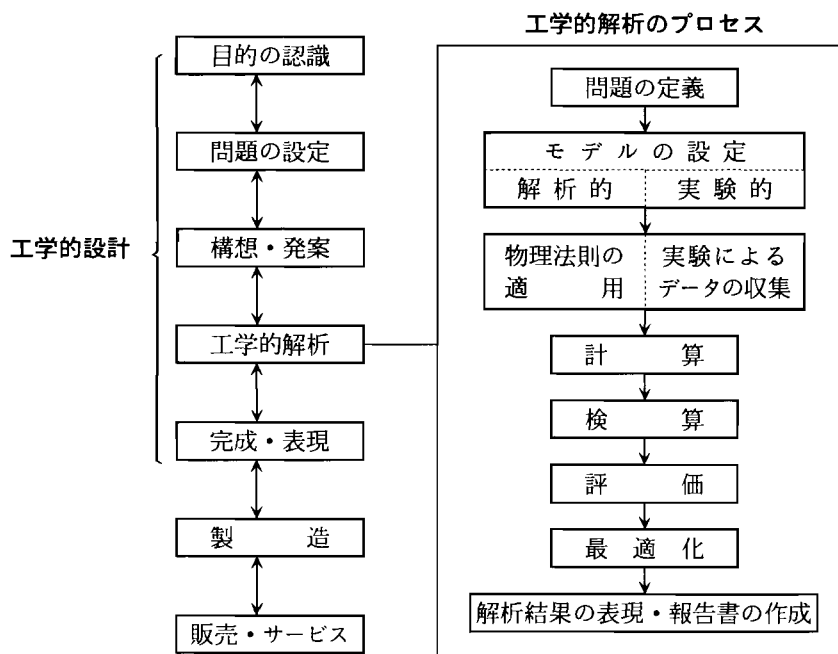 工学的設計
目的の認識
問題の設定
構想・発案
工学的解析
完成・表現
製造
販売・サービス
工学的解析のプロセス
問題の定義
モデルの設定
解析的
実験的
物理法則の
適用
実験による
データの収集
計算
検算
評価
最適化
解析結果の表現・報告書の作成